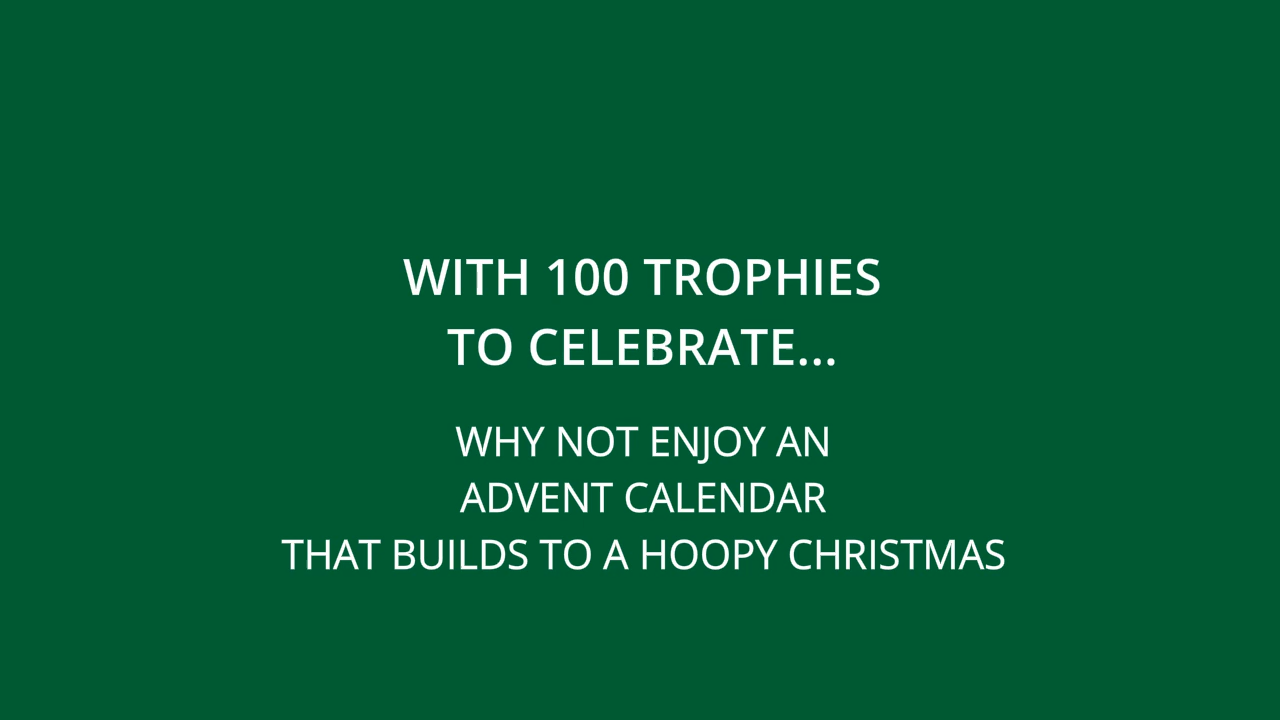 WITH 100 TROPHIES
TO CELEBRATE...
WHY NOT ENJOY AN
ADVENT CALENDAR
THAT BUILDS TO A HOOPY CHRISTMAS